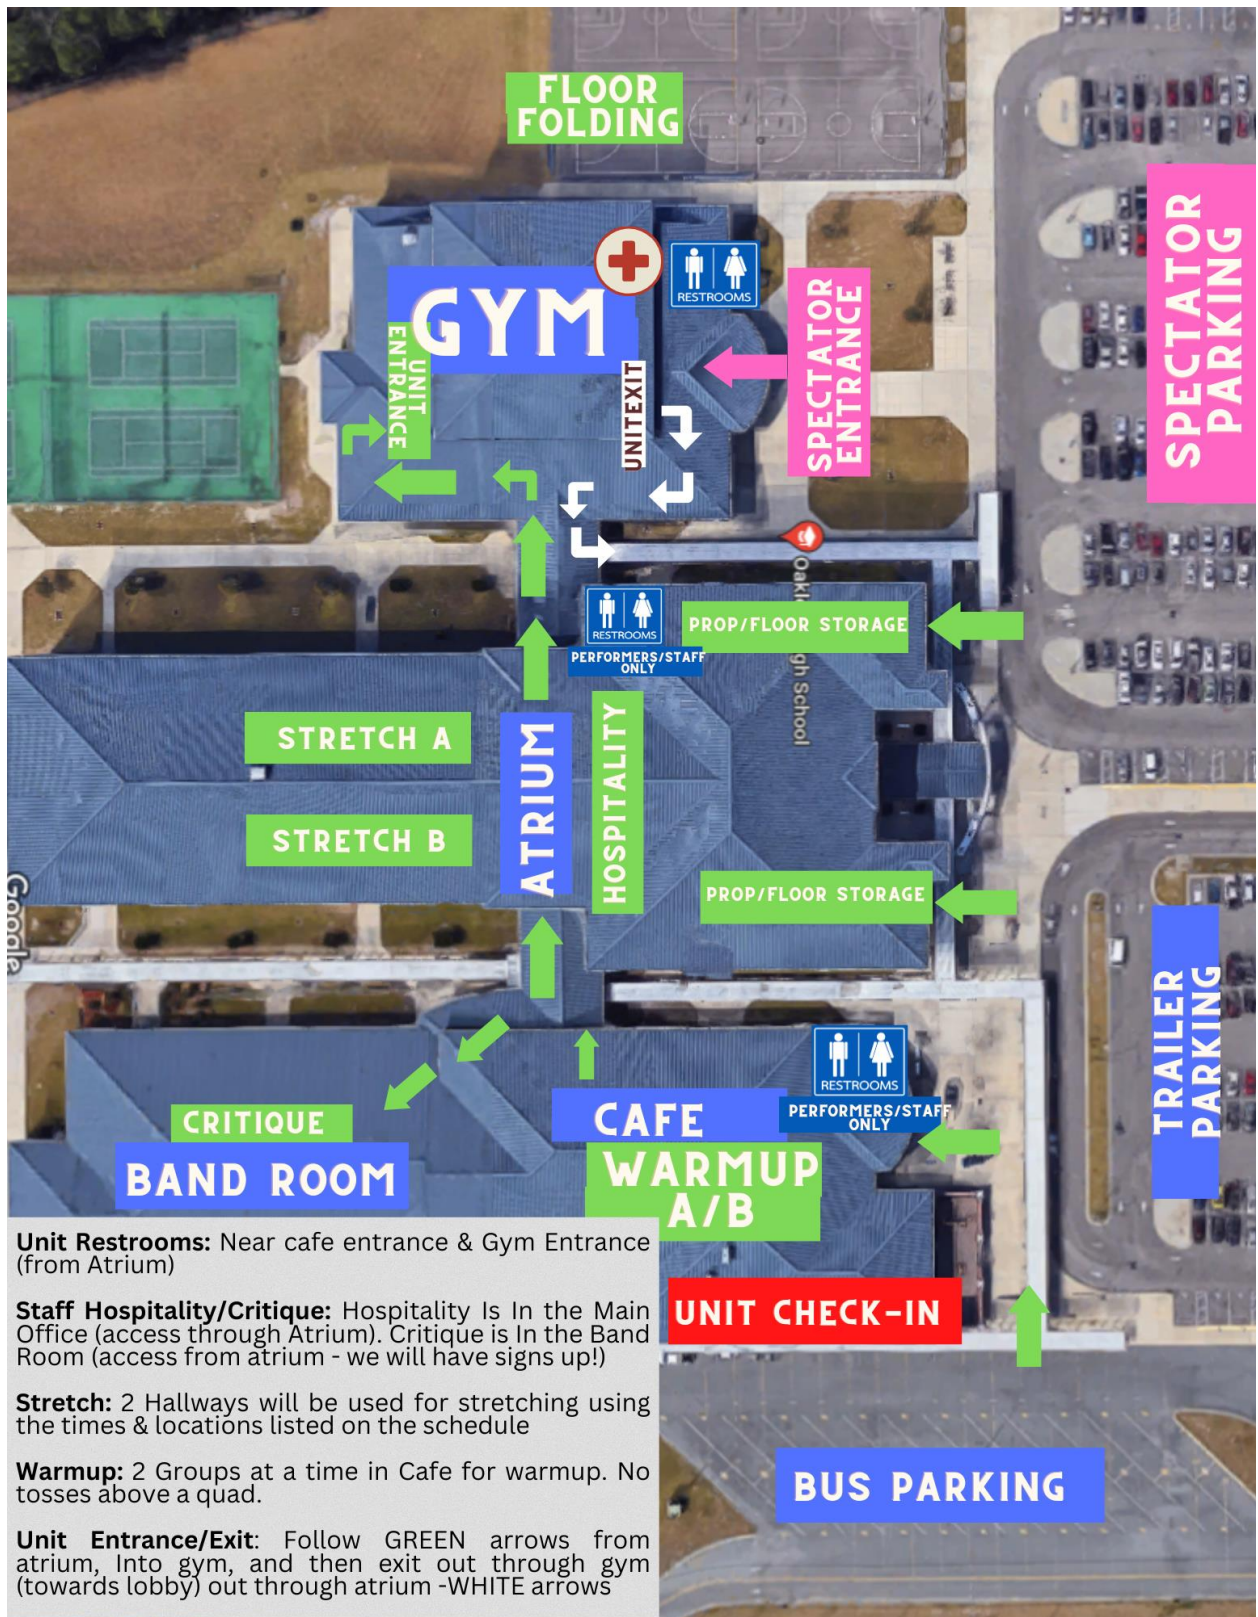 FLOOR
FOLDING
SPECTATOR
PARKING
GYM
RESTROOMS
SPECTATOR
ENTRANCE
UNIT
ENTRANCE
UNITEXIT
RESTROOMS
PERFORMERS/STAFF
ONLY
PROP/FLOOR STORAGE
Oakl
gh School
STRETCH A
ATRIUM
HOSPITALITY
STRETCH B
PROP/FLOOR STORAGE
Google
TRAILER
PARKING
RESTROOMS
PERFORMERS/STAFF
ONLY
CRITIQUE
BAND ROOM
CAFE
WARMUP
A/B
UNIT CHECK-IN
BUS PARKING
Unit Restrooms: Near cafe entrance & Gym Entrance
(from Atrium)
Staff Hospitality/Critique: Hospitality Is In the Main
Office (access through Atrium). Critique is In the Band
Room (access from atrium - we will have signs up!)
Stretch: 2 Hallways will be used for stretching using
the times & locations listed on the schedule
Warmup: 2 Groups at a time in Cafe for warmup. No
tosses above a quad.
Unit Entrance/Exit: Follow GREEN arrows from
atrium, Into gym, and then exit out through gym
(towards lobby) out through atrium -WHITE arrows